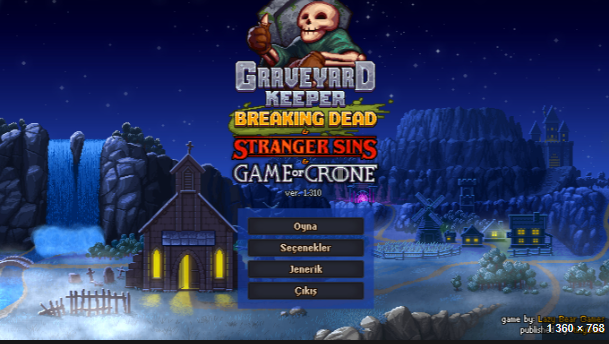 GRAVEYARD
KEEPER
BREAKING DEAD
&
STRANGER SINS
&
GAME OF CRONE
ver. 1.310
Oyna
Seçenekler
Jenerik
Çıkış
game by: Lazy Bear Games
publishe
1 360 × 768